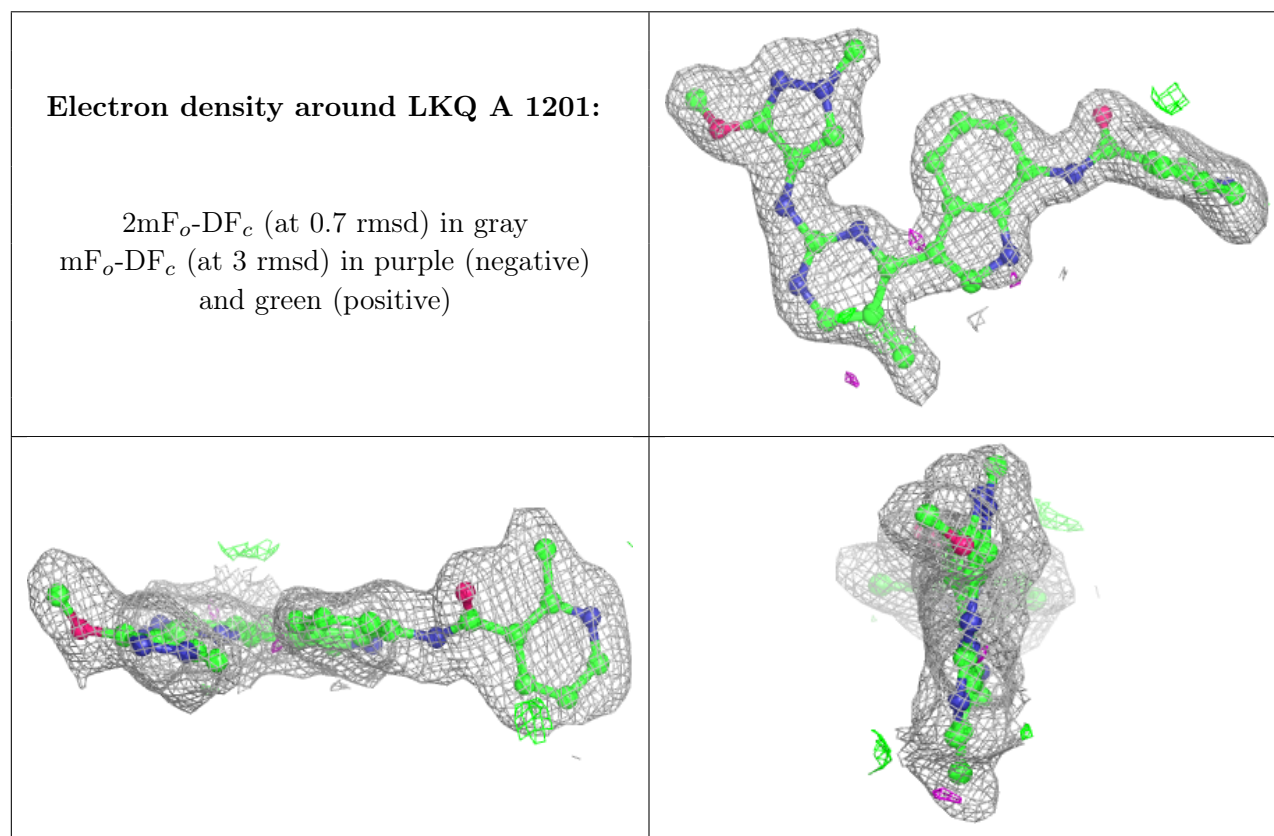 Electron density around LKQ A 1201:
2mFo-DFc (at 0.7 rmsd) in gray
mFo-DFc (at 3 rmsd) in purple (negative)
and green (positive)